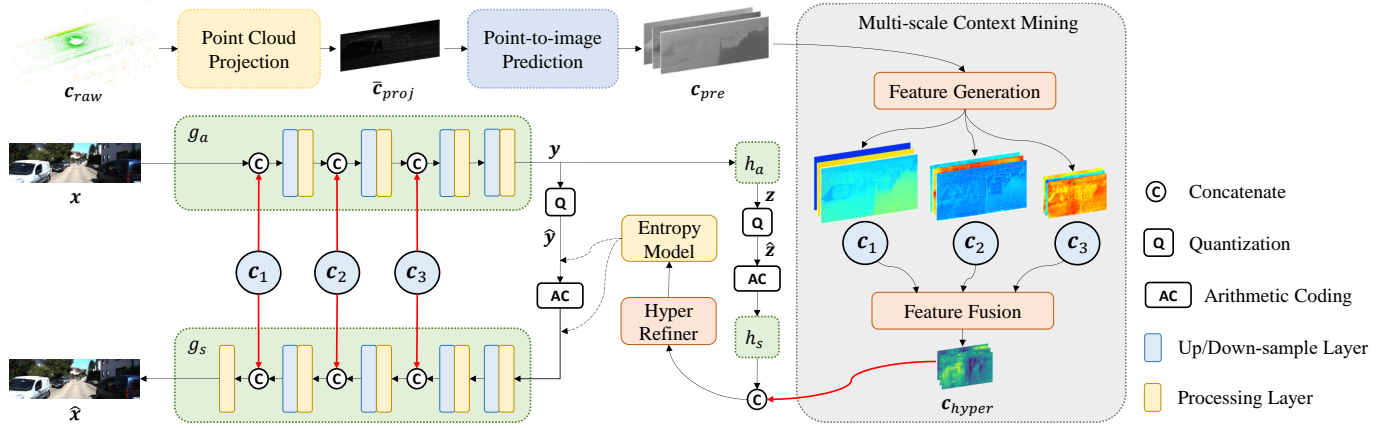 Multi-scale Context Mining
Point Cloud
Projection
Point-to-image
Prediction
c_raw
c̄_proj
c_pre
Feature Generation
g_a
C
C
C
y
h_a
x
Q
z
Q
ŷ
ẑ
Entropy
Model
AC
AC
c_1
c_2
c_3
c_1
c_2
c_3
Hyper
Refiner
Feature Fusion
g_s
h_s
C
C
C
C
x̂
c_hyper
C
Concatenate
Q
Quantization
AC
Arithmetic Coding
Up/Down-sample Layer
Processing Layer